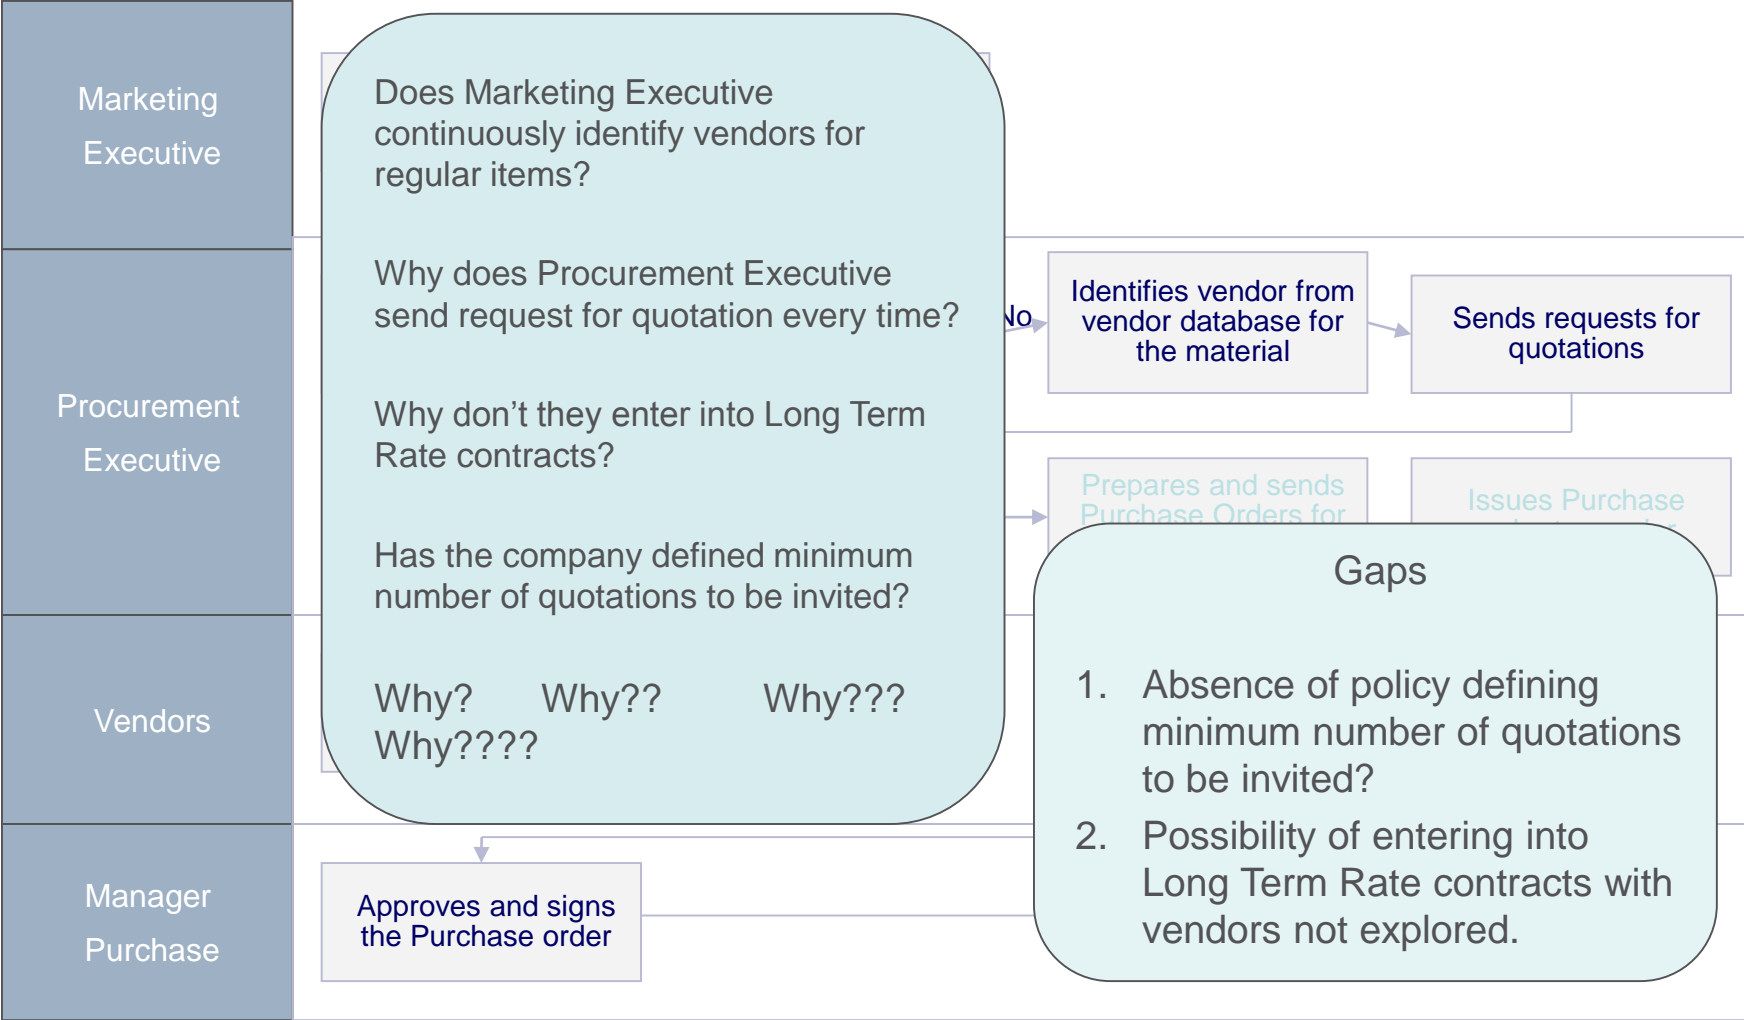 Marketing
Executive
Does Marketing Executive
continuously identify vendors for
regular items?
Why does Procurement Executive
send request for quotation every time?
Why don’t they enter into Long Term
Rate contracts?
Has the company defined minimum
number of quotations to be invited?
Why? Why?? Why???
Why????
Procurement
Executive
No
Identifies vendor from
vendor database for
the material
Sends requests for
quotations
Prepares and sends
Purchase Orders for
Issues Purchase
Vendors
Gaps
1. Absence of policy defining
minimum number of quotations
to be invited?
2. Possibility of entering into
Long Term Rate contracts with
vendors not explored.
Manager
Purchase
Approves and signs
the Purchase order